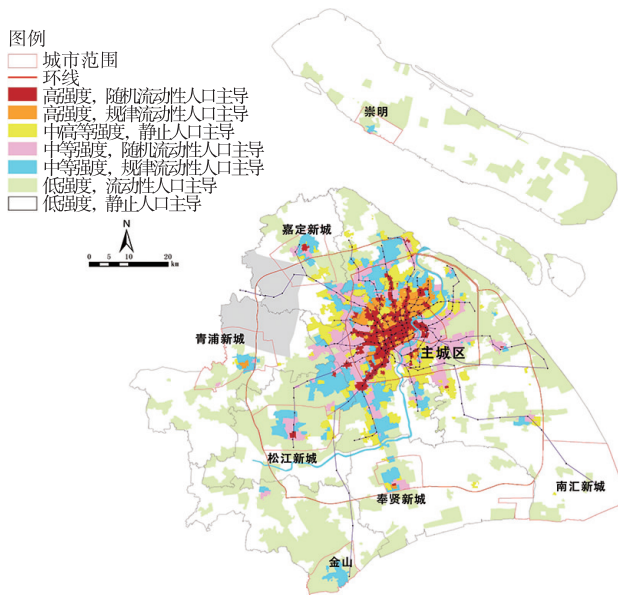 图例
城市范围
环线
高强度，随机流动性人口主导
高强度，规律流动性人口主导
中高等强度，静止人口主导
中等强度，随机流动性人口主导
中等强度，规律流动性人口主导
低强度，流动性人口主导
低强度，静止人口主导
N
0 5 10 20
km
崇明
嘉定新城
青浦新城
主城区
松江新城
奉贤新城
南汇新城
金山